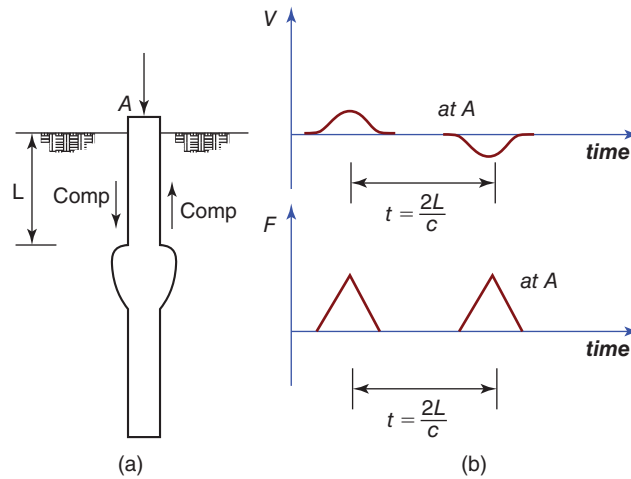 A
L
Comp
Comp
(a)
V
at A
time
t = 2L/c
F
at A
time
t = 2L/c
(b)